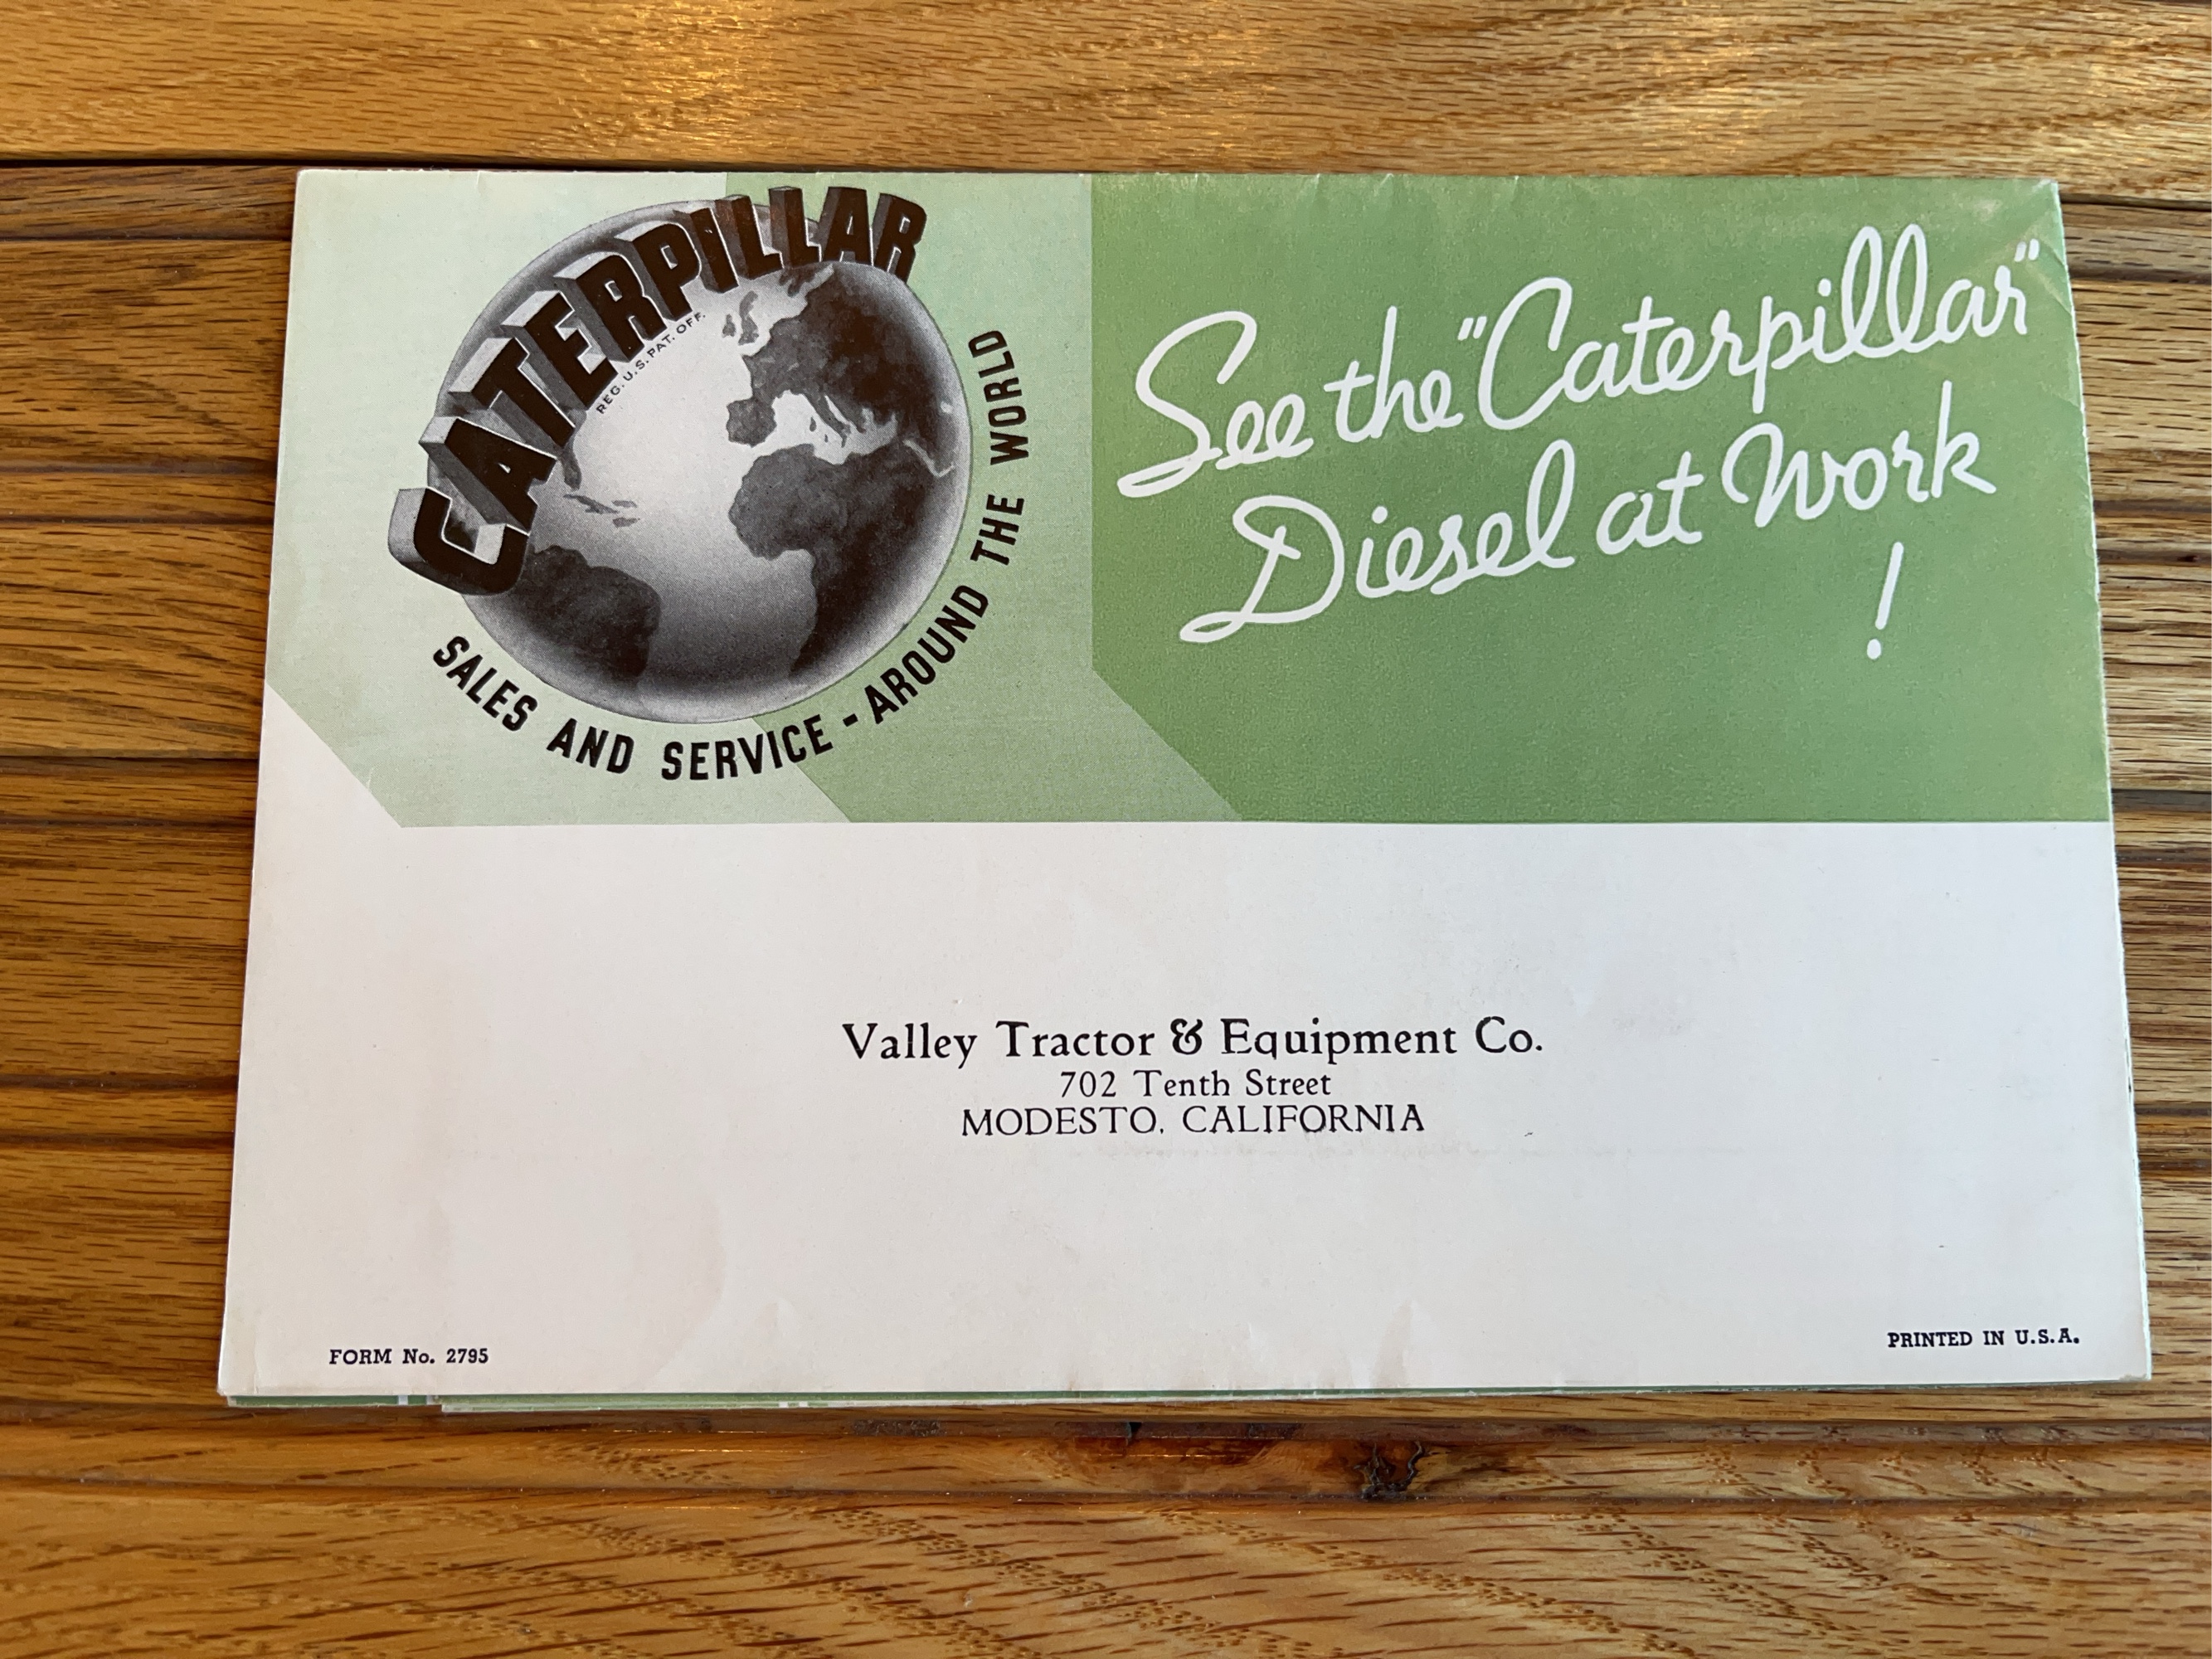 CATERPILLAR
REG. U.S. PAT. OFF.
SALES AND SERVICE - AROUND THE WORLD
See the "Caterpillar"
Diesel at Work
!
Valley Tractor & Equipment Co.
702 Tenth Street
MODESTO, CALIFORNIA
FORM No. 2795
PRINTED IN U.S.A.